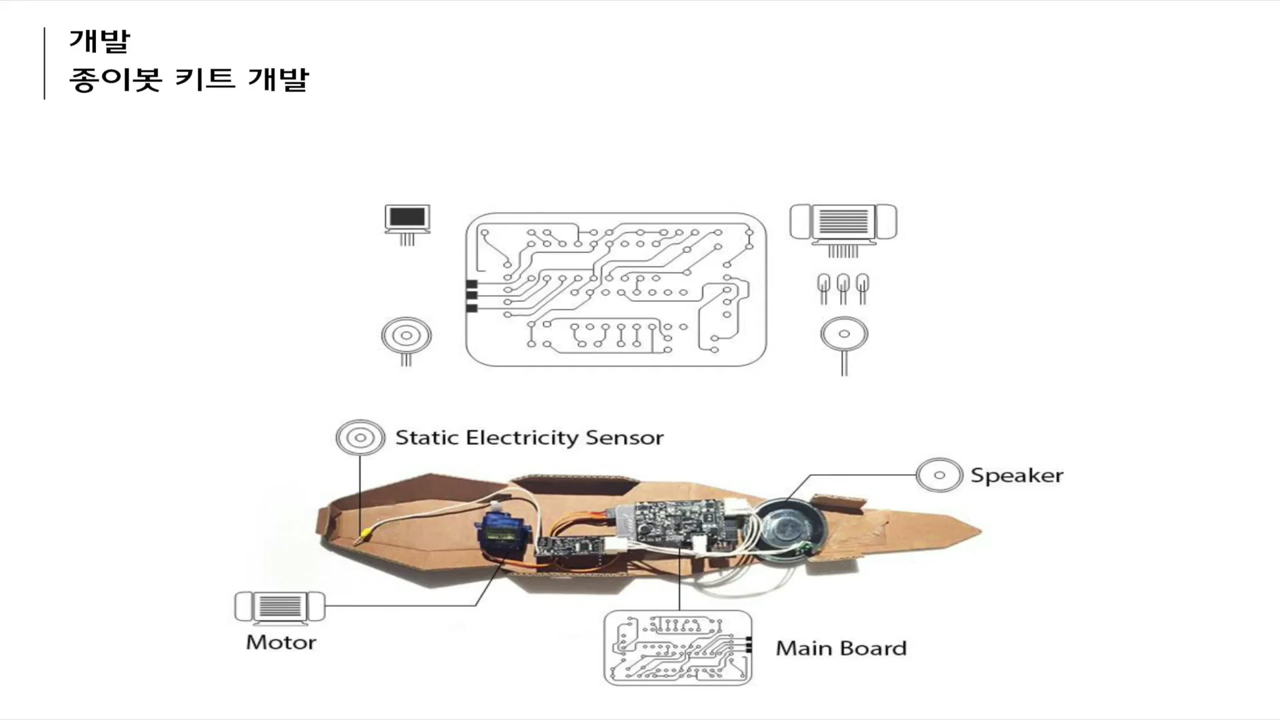 개발
종이봇 키트 개발
Static Electricity Sensor
Speaker
Motor
Main Board